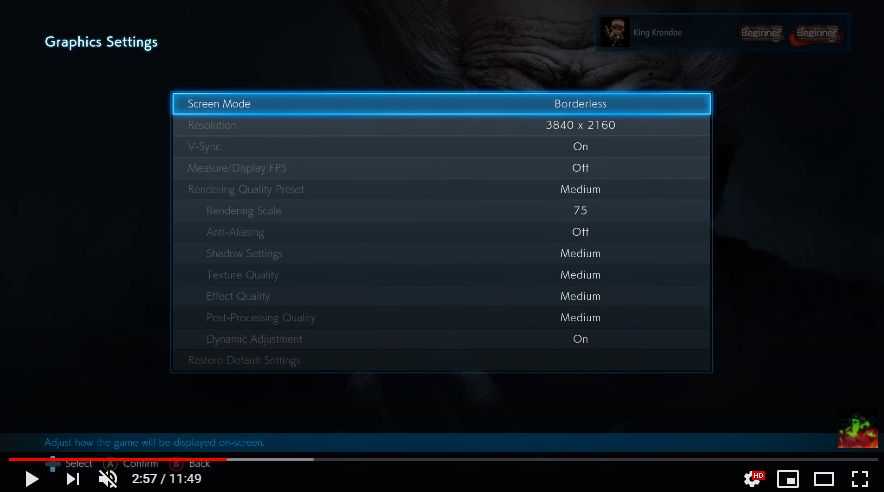 Graphics Settings
King Krondae
Beginner Beginner
Screen Mode Borderless
Resolution 3840 x 2160
V-Sync On
Measure/Display FPS Off
Rendering Quality Preset Medium
Rendering Scale 75
Anti-Aliasing Off
Shadow Settings Medium
Texture Quality Medium
Effect Quality Medium
Post-Processing Quality Medium
Dynamic Adjustment On
Restore Default Settings
Adjust how the game will be displayed on-screen.
Select A Confirm B Back
2:57 / 11:49 HD